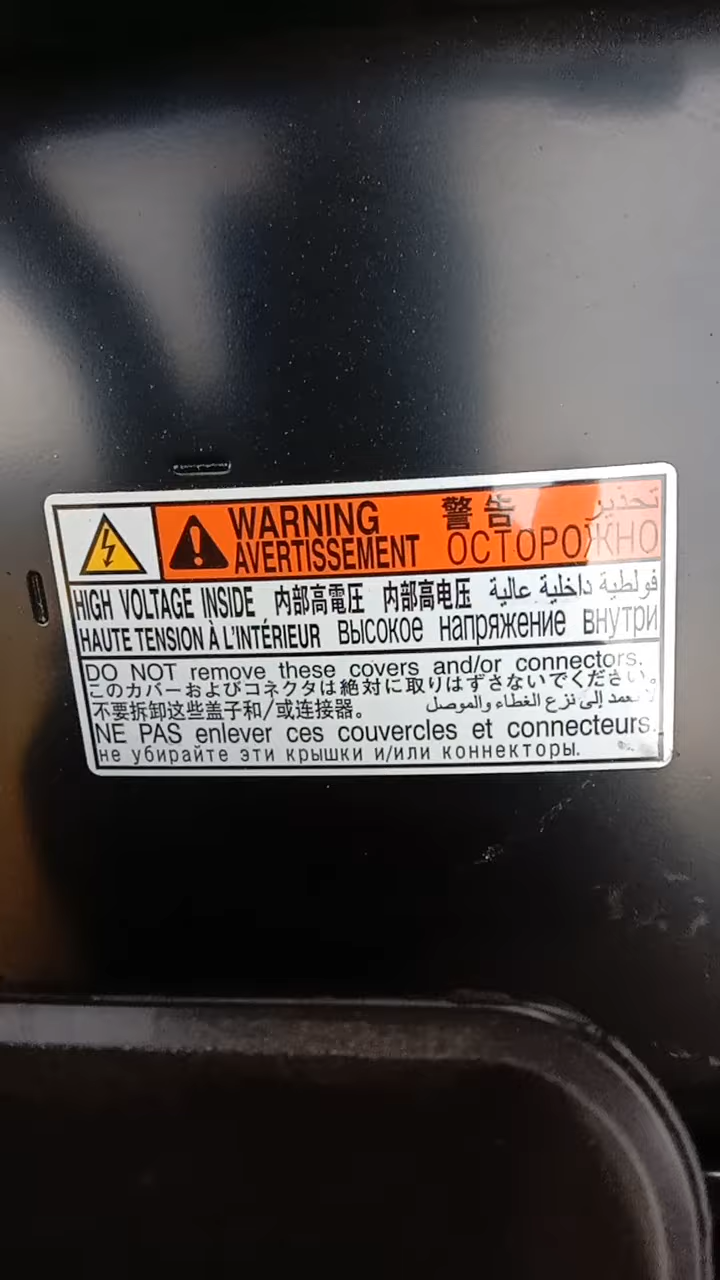 WARNING 警告 تحذير
AVERTISSEMENT ОСТОРОЖНО
HIGH VOLTAGE INSIDE 内部高電圧 内部高电压 فولطية داخلية عالية
HAUTE TENSION À L'INTÉRIEUR ВЫСОКОЕ напряжение внутри
DO NOT remove these covers and/or connectors.
このカバーおよびコネクタは絶対に取りはずさないでください。
不要拆卸这些盖子和/或连接器。 تعمد إلى نزع الغطاء والموصل
NE PAS enlever ces couvercles et connecteurs.
не убирайте эти крышки и/или коннекторы.